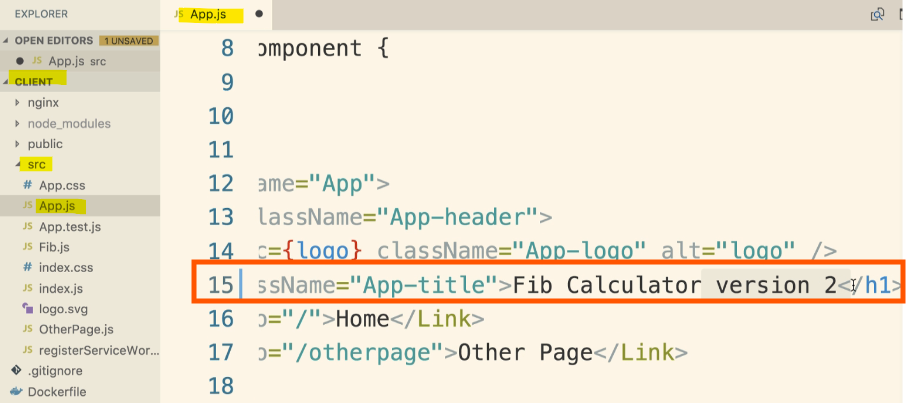 EXPLORER
OPEN EDITORS 1 UNSAVED
JS App.js src
CLIENT
nginx
node_modules
public
src
# App.css
JS App.js
JS App.test.js
JS Fib.js
# index.css
JS index.js
logo.svg
JS OtherPage.js
JS registerServiceWor...
.gitignore
Dockerfile
JS App.js
8 omponent {
9
10
11
12 ame="App">
13 lassName="App-header">
14 c={logo} className="App-logo" alt="logo" />
15 ssName="App-title">Fib Calculator version 2</h1>
16 o="/">Home</Link>
17 o="/otherpage">Other Page</Link>
18